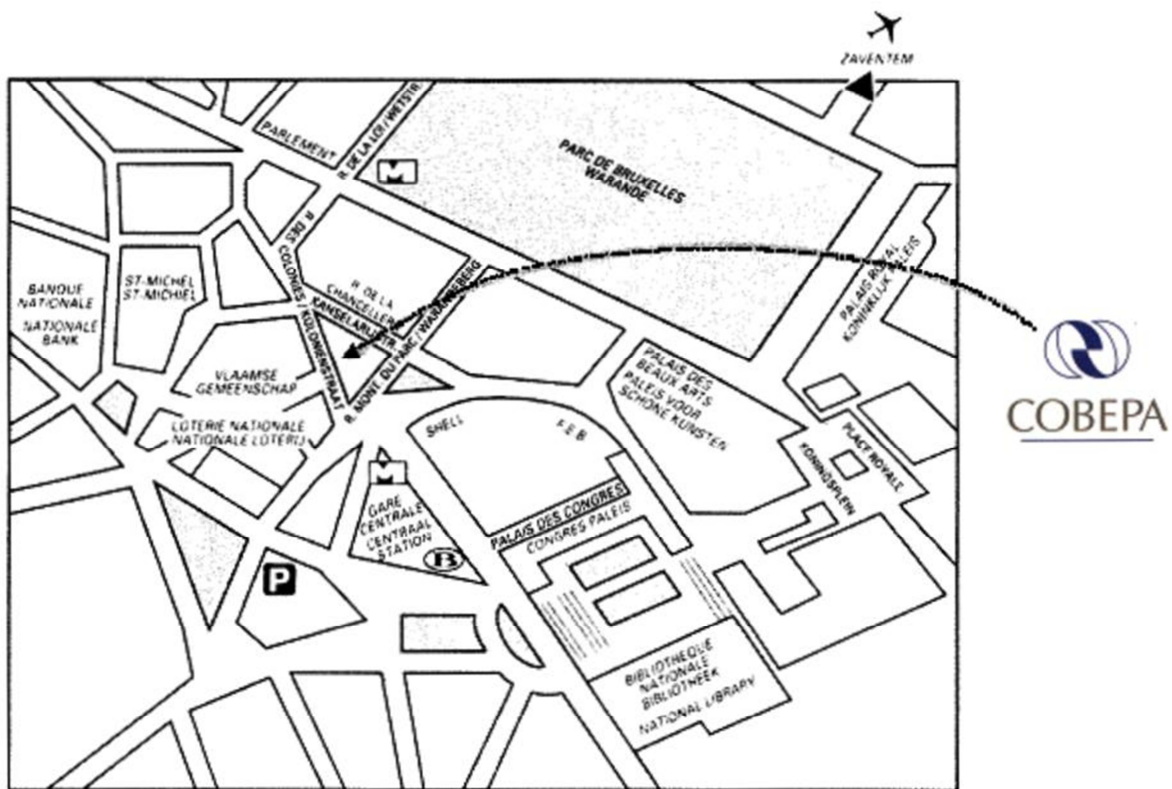 ZAVENTEM
PARLEMENT
R. DE LA LOI / WETSTR.
M
PARC DE BRUXELLES
WARANDE
PALAIS ROYAL
KONINKLIJK PALEIS
R. DES COLONIES / KOLONIENSTRAAT
BANQUE
NATIONALE
NATIONALE
BANK
ST-MICHEL
ST-MICHIEL
R. DE LA
CHANCELLERIE
KANSELARIJSTR.
R. MONT DU PARC / WARANDEBERG
VLAAMSE
GEMEENSCHAP
LOTERIE NATIONALE
NATIONALE LOTERIJ
PALAIS DES
BEAUX ARTS
PALEIS VOOR
SCHONE KUNSTEN
COBEPA
SHELL
F.E.B
PLACE ROYALE
KONINGSPLEIN
M
GARE
CENTRALE
CENTRAAL
STATION
B
PALAIS DES CONGRES
CONGRES PALEIS
P
BIBLIOTHEQUE
NATIONALE
BIBLIOTHEEK
NATIONAL LIBRARY